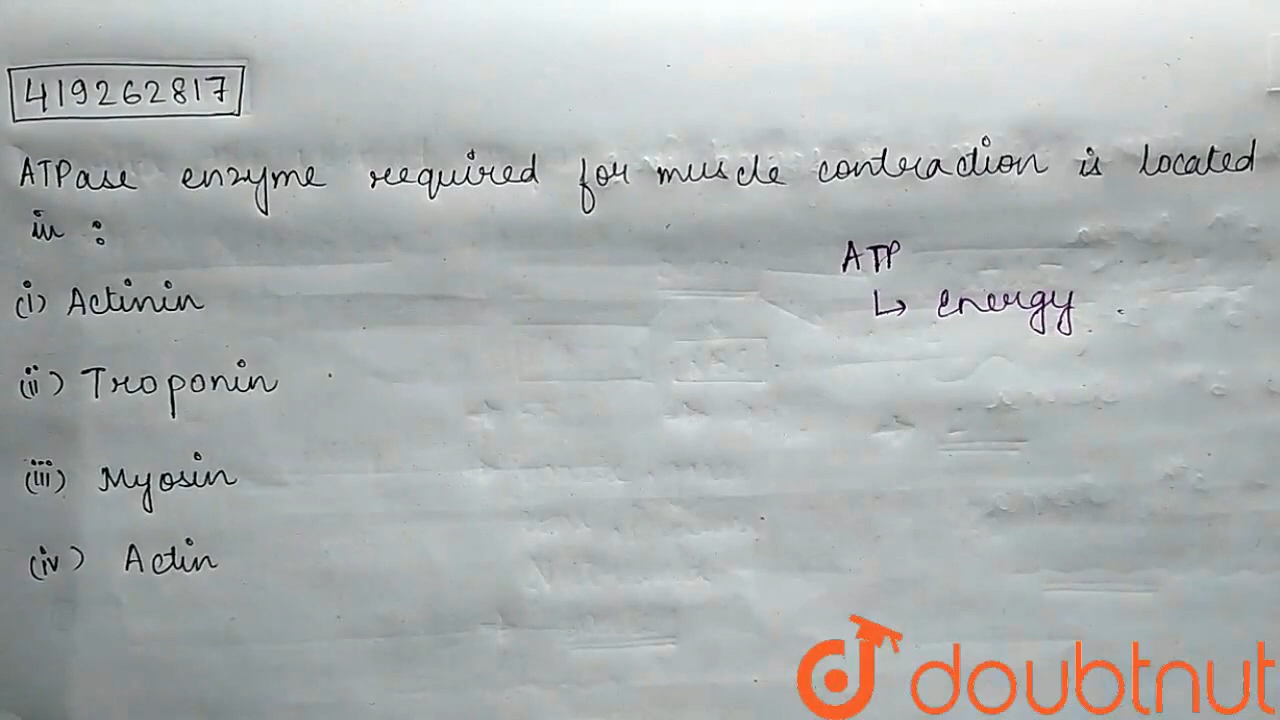 419262817
ATPase enzyme required for muscle contraction is located
in :
ATP
(i) Actinin
↳ energy.
(ii) Troponin
(iii) Myosin
(iv) Actin
doubtnut